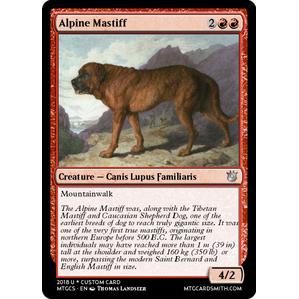 Alpine Mastiff 2
Creature — Canis Lupus Familiaris
Mountainwalk
The Alpine Mastiff was, along with the Tibetan
Mastiff and Caucasian Shepherd Dog, one of the
earliest breeds of dog to reach truly gigantic size. It was
one of the very first true mastiffs, originating in
northern Europe before 500 B.C. The largest
individuals may have reached more than 1 m (39 in)
tall at the shoulder and weighed 160 kg (350 lb) or
more, surpassing the modern Saint Bernard and
English Mastiff in size.
4/2
2018 U • CUSTOM CARD
MTGCS • EN Thomas Landseer
MTGCARDSMITH.COM